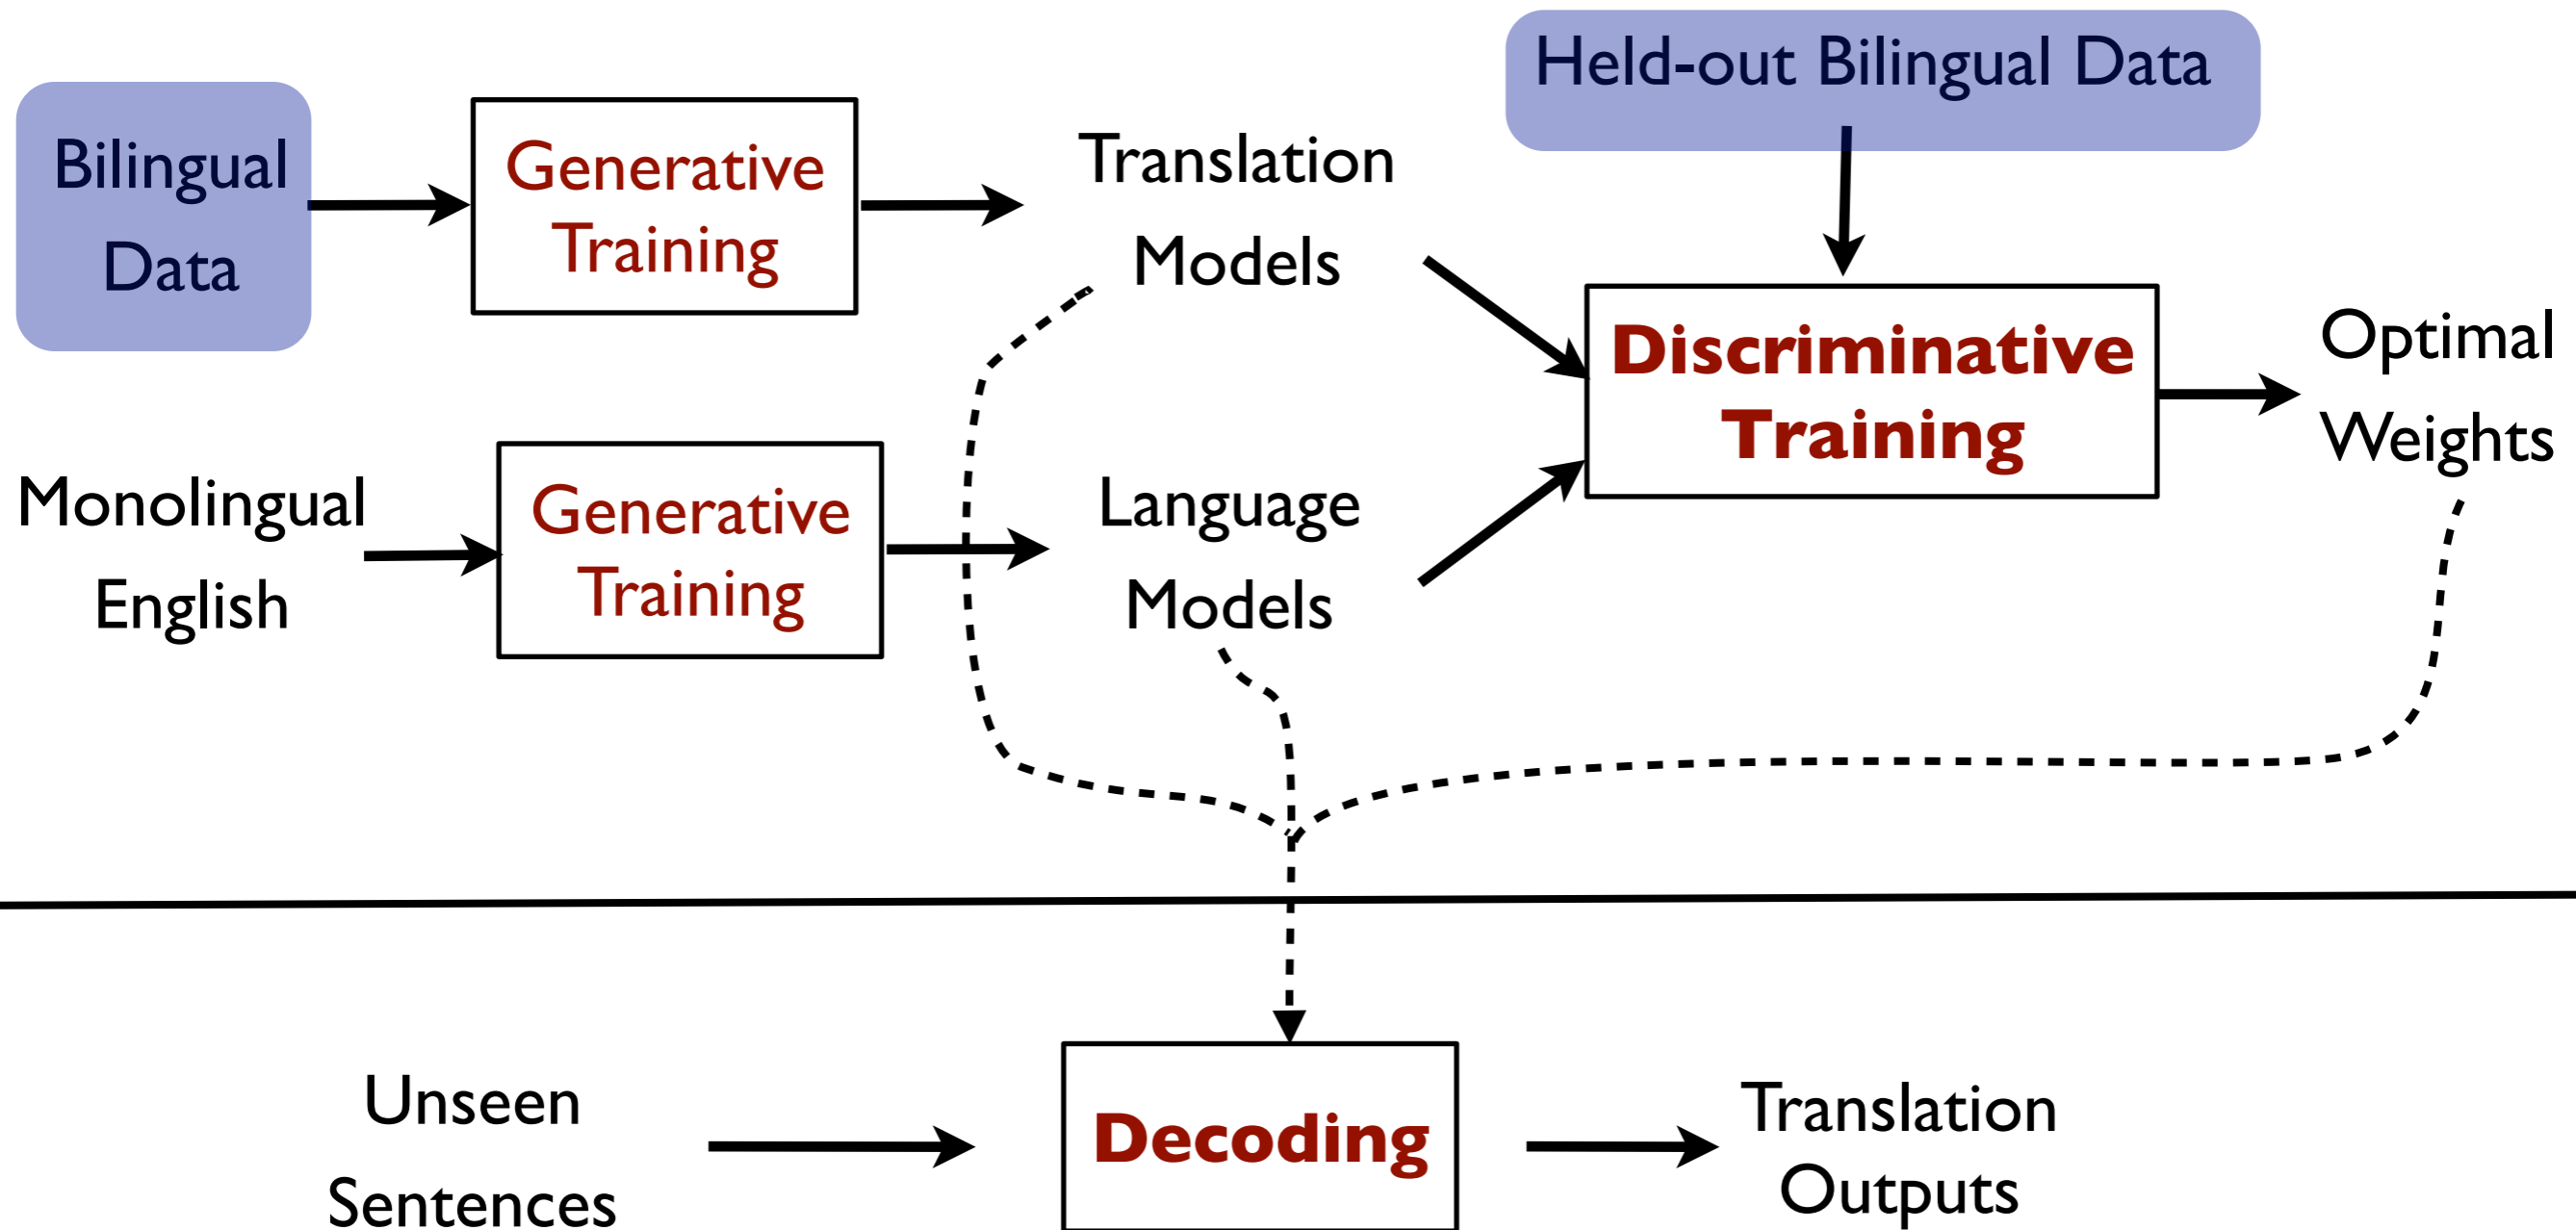 Held-out Bilingual Data
Bilingual
Data
Generative
Training
Translation
Models
Discriminative
Training
Optimal
Weights
Monolingual
English
Generative
Training
Language
Models
Unseen
Sentences
Decoding
Translation
Outputs